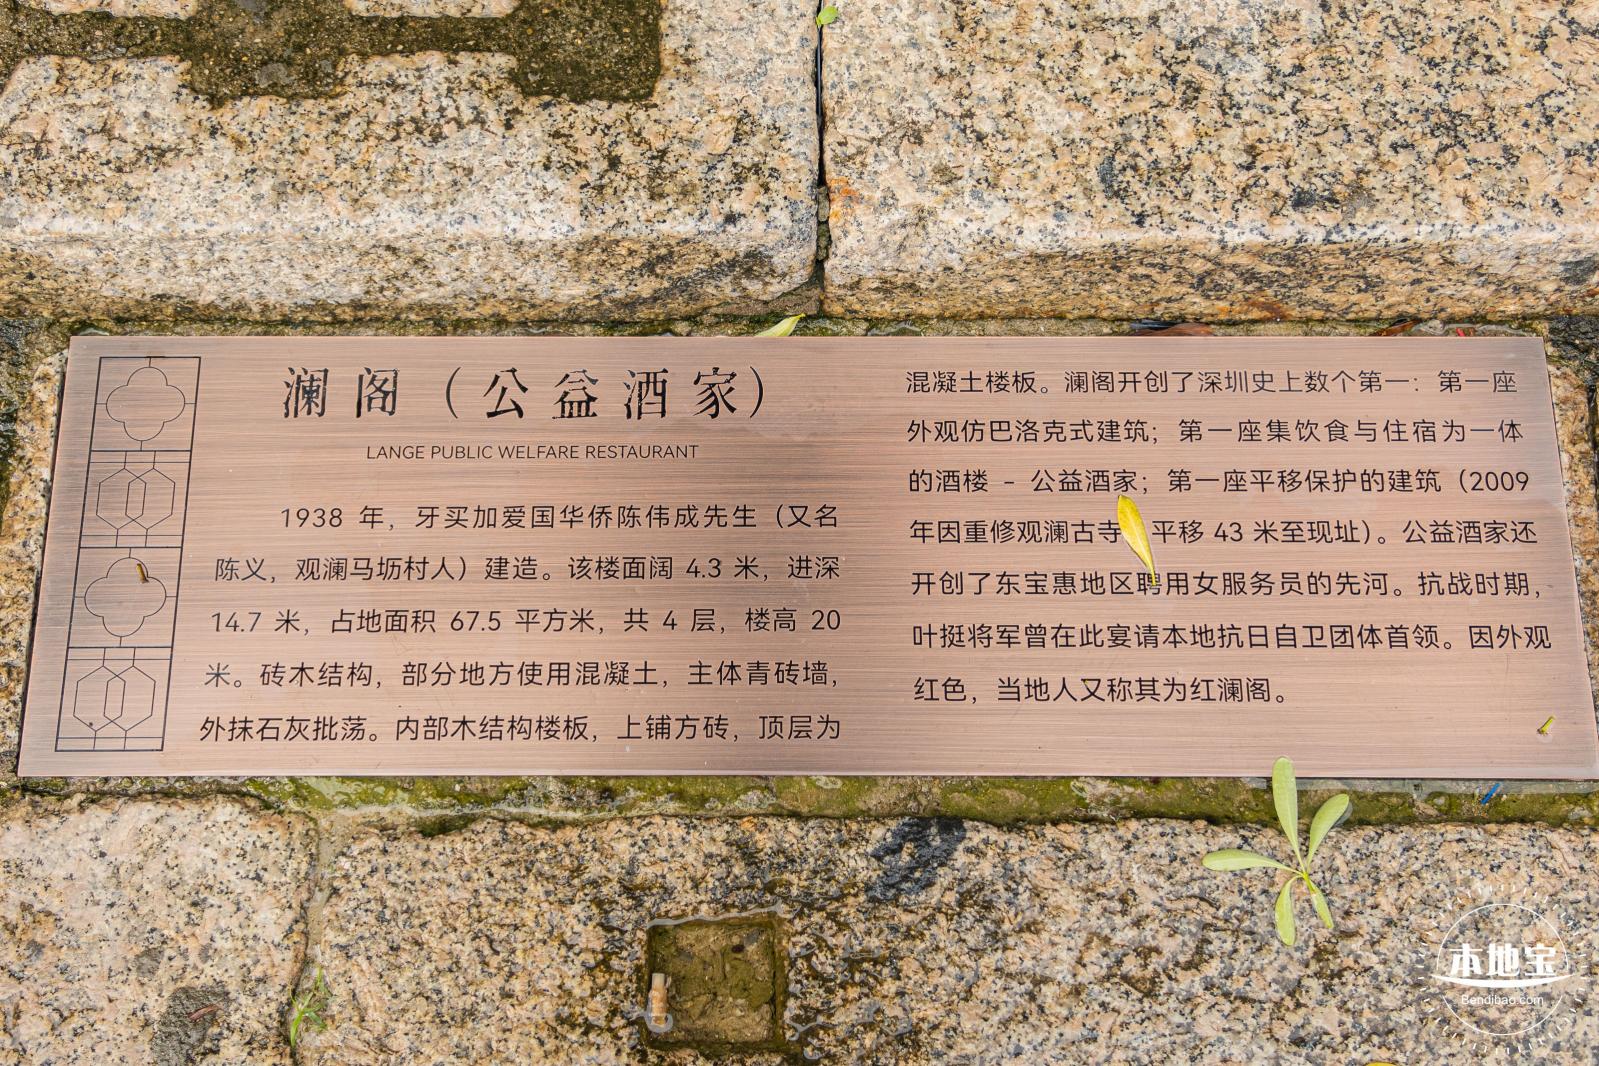 澜阁（公益酒家）
LANGE PUBLIC WELFARE RESTAURANT
1938 年，牙买加爱国华侨陈伟成先生（又名
陈义，观澜马坜村人）建造。该楼面阔 4.3 米，进深
14.7 米，占地面积 67.5 平方米，共 4 层，楼高 20
米。砖木结构，部分地方使用混凝土，主体青砖墙，
外抹石灰批荡。内部木结构楼板，上铺方砖，顶层为
混凝土楼板。澜阁开创了深圳史上数个第一：第一座
外观仿巴洛克式建筑；第一座集饮食与住宿为一体
的酒楼 - 公益酒家；第一座平移保护的建筑（2009
年因重修观澜古寺 平移 43 米至现址）。公益酒家还
开创了东宝惠地区聘用女服务员的先河。抗战时期，
叶挺将军曾在此宴请本地抗日自卫团体首领。因外观
红色，当地人又称其为红澜阁。
本地宝
Bendibao.com